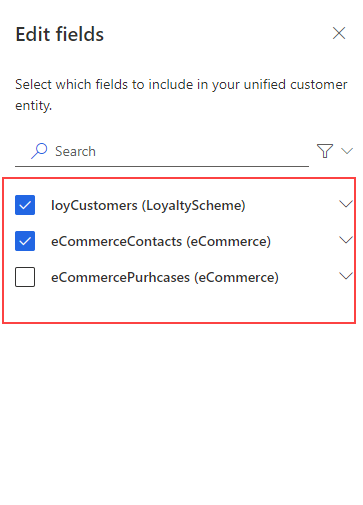 Edit fields
Select which fields to include in your unified customer
entity.
Search
loyCustomers (LoyaltyScheme)
eCommerceContacts (eCommerce)
eCommercePurhcases (eCommerce)